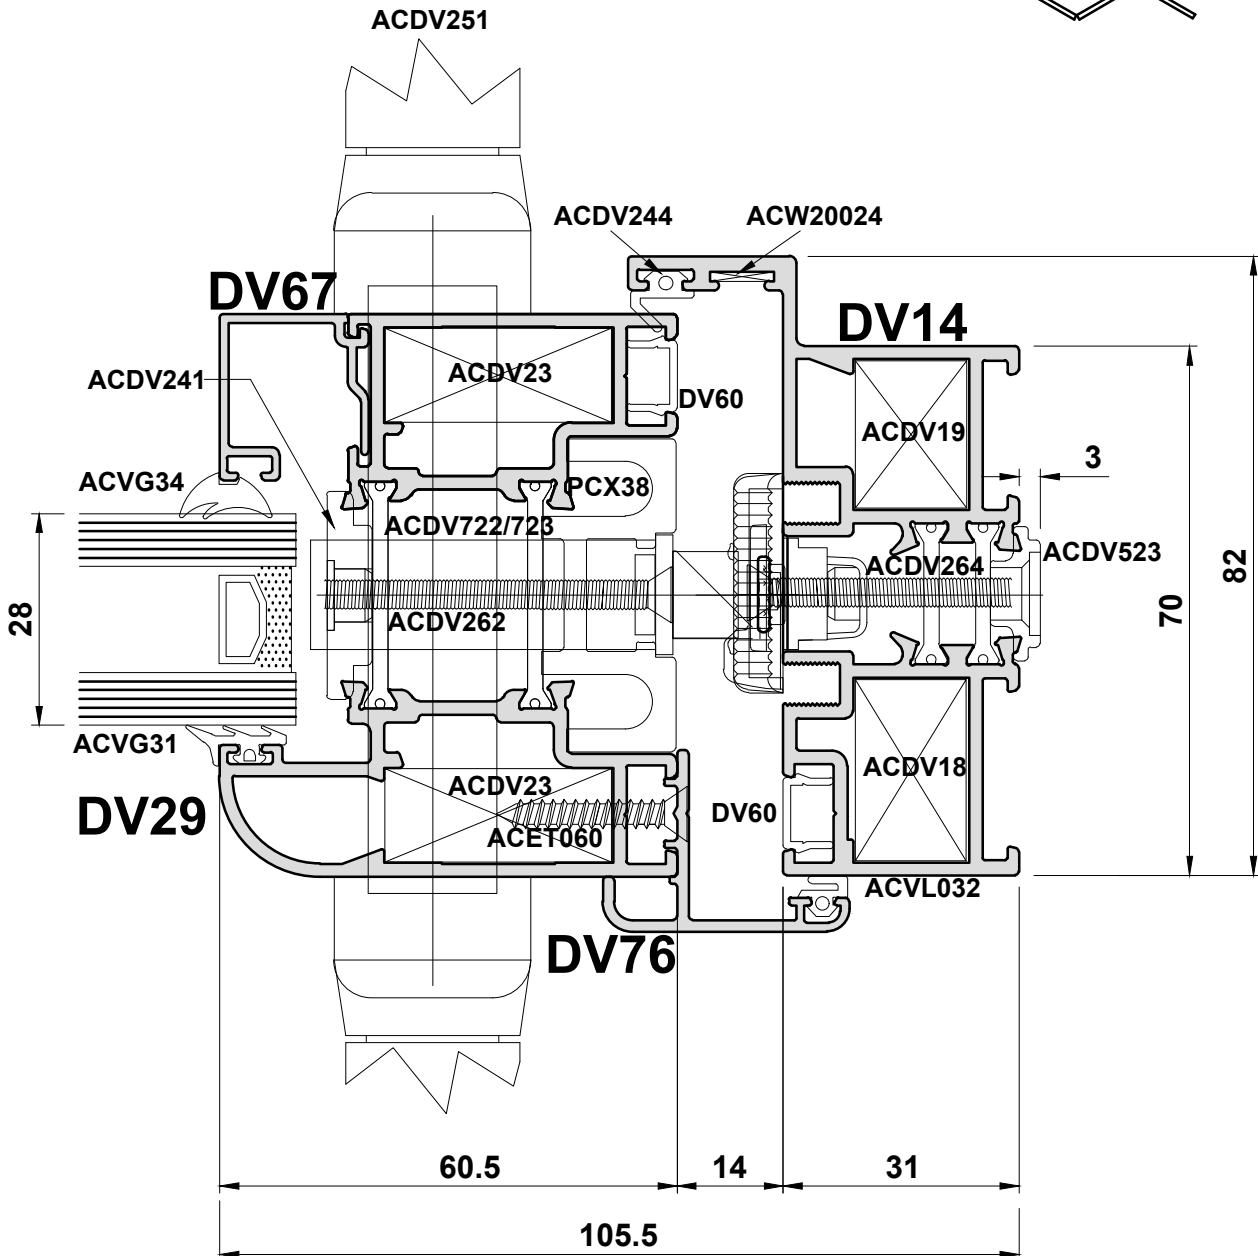 ACDV251
ACDV244
ACW20024
DV67
DV14
ACDV241
ACDV23
DV60
ACDV19
3
ACVG34
PCX38
ACDV722/723
ACDV264
ACDV523
82
28
ACDV262
70
ACVG31
ACDV23
ACDV18
DV29
DV60
ACET060
ACVL032
DV76
60.5
14
31
105.5